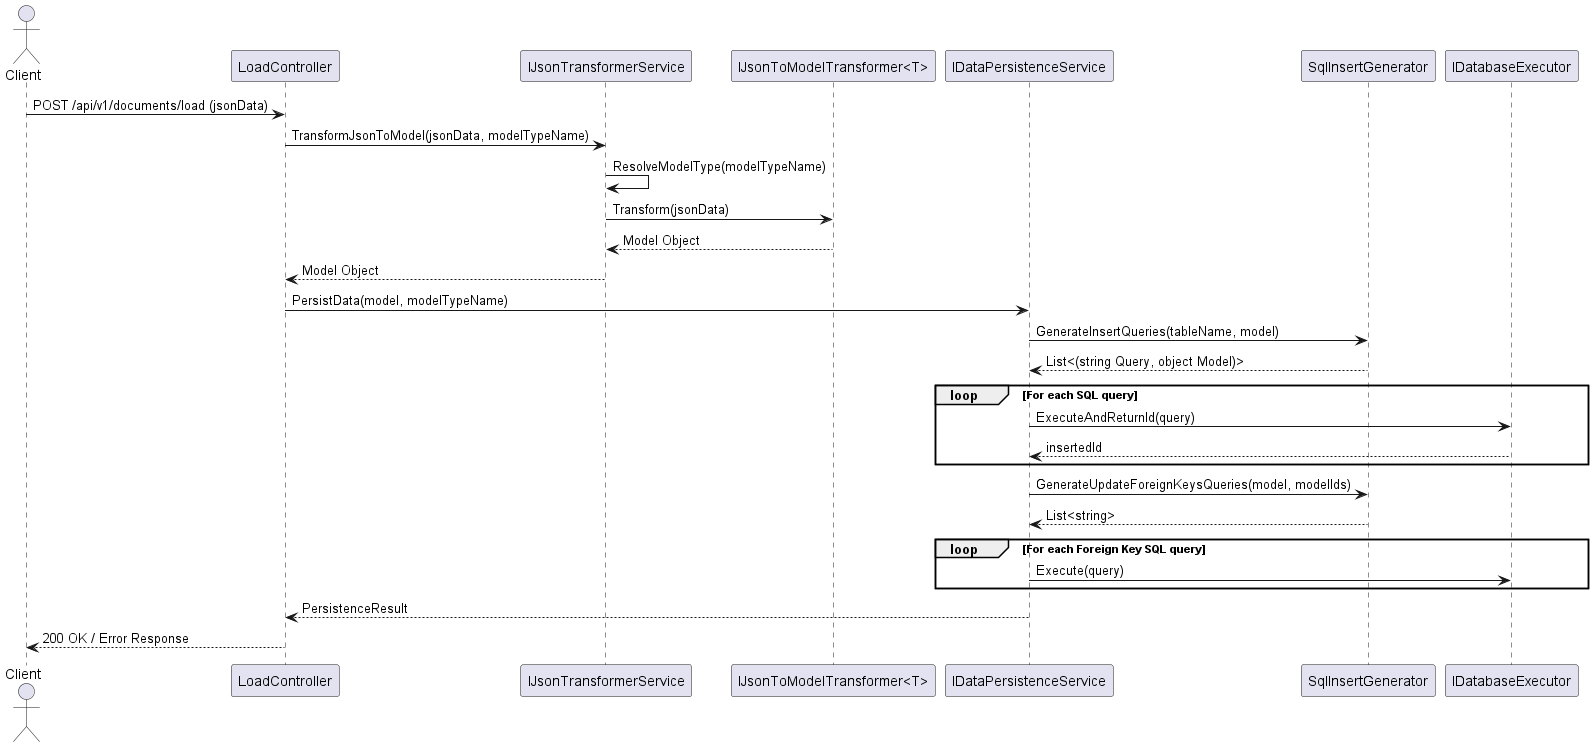 Client
LoadController
IJsonTransformerService
IJsonToModelTransformer<T>
IDataPersistenceService
SqlInsertGenerator
IDatabaseExecutor
POST /api/v1/documents/load (jsonData)
TransformJsonToModel(jsonData, modelTypeName)
ResolveModelType(modelTypeName)
Transform(jsonData)
Model Object
Model Object
PersistData(model, modelTypeName)
GenerateInsertQueries(tableName, model)
List<(string Query, object Model)>
loop [For each SQL query]
ExecuteAndReturnId(query)
insertedId
GenerateUpdateForeignKeysQueries(model, modelIds)
List<string>
loop [For each Foreign Key SQL query]
Execute(query)
PersistenceResult
200 OK / Error Response
Client
LoadController
IJsonTransformerService
IJsonToModelTransformer<T>
IDataPersistenceService
SqlInsertGenerator
IDatabaseExecutor